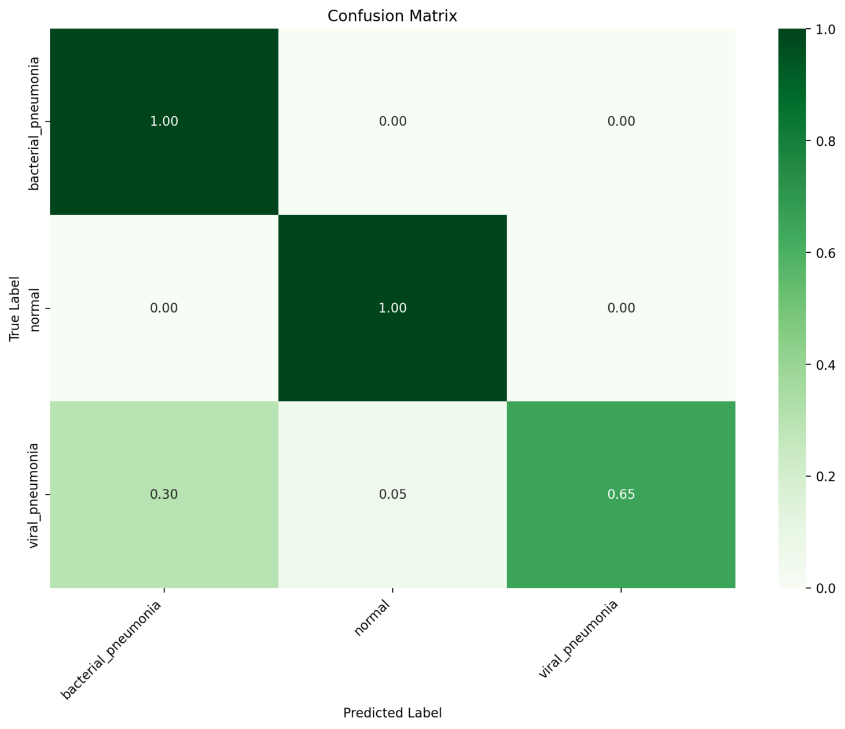 Confusion Matrix
True Label
bacterial_pneumonia
1.00 0.00 0.00
normal
0.00 1.00 0.00
viral_pneumonia
0.30 0.05 0.65
bacterial_pneumonia normal viral_pneumonia
Predicted Label
1.0
0.8
0.6
0.4
0.2
0.0